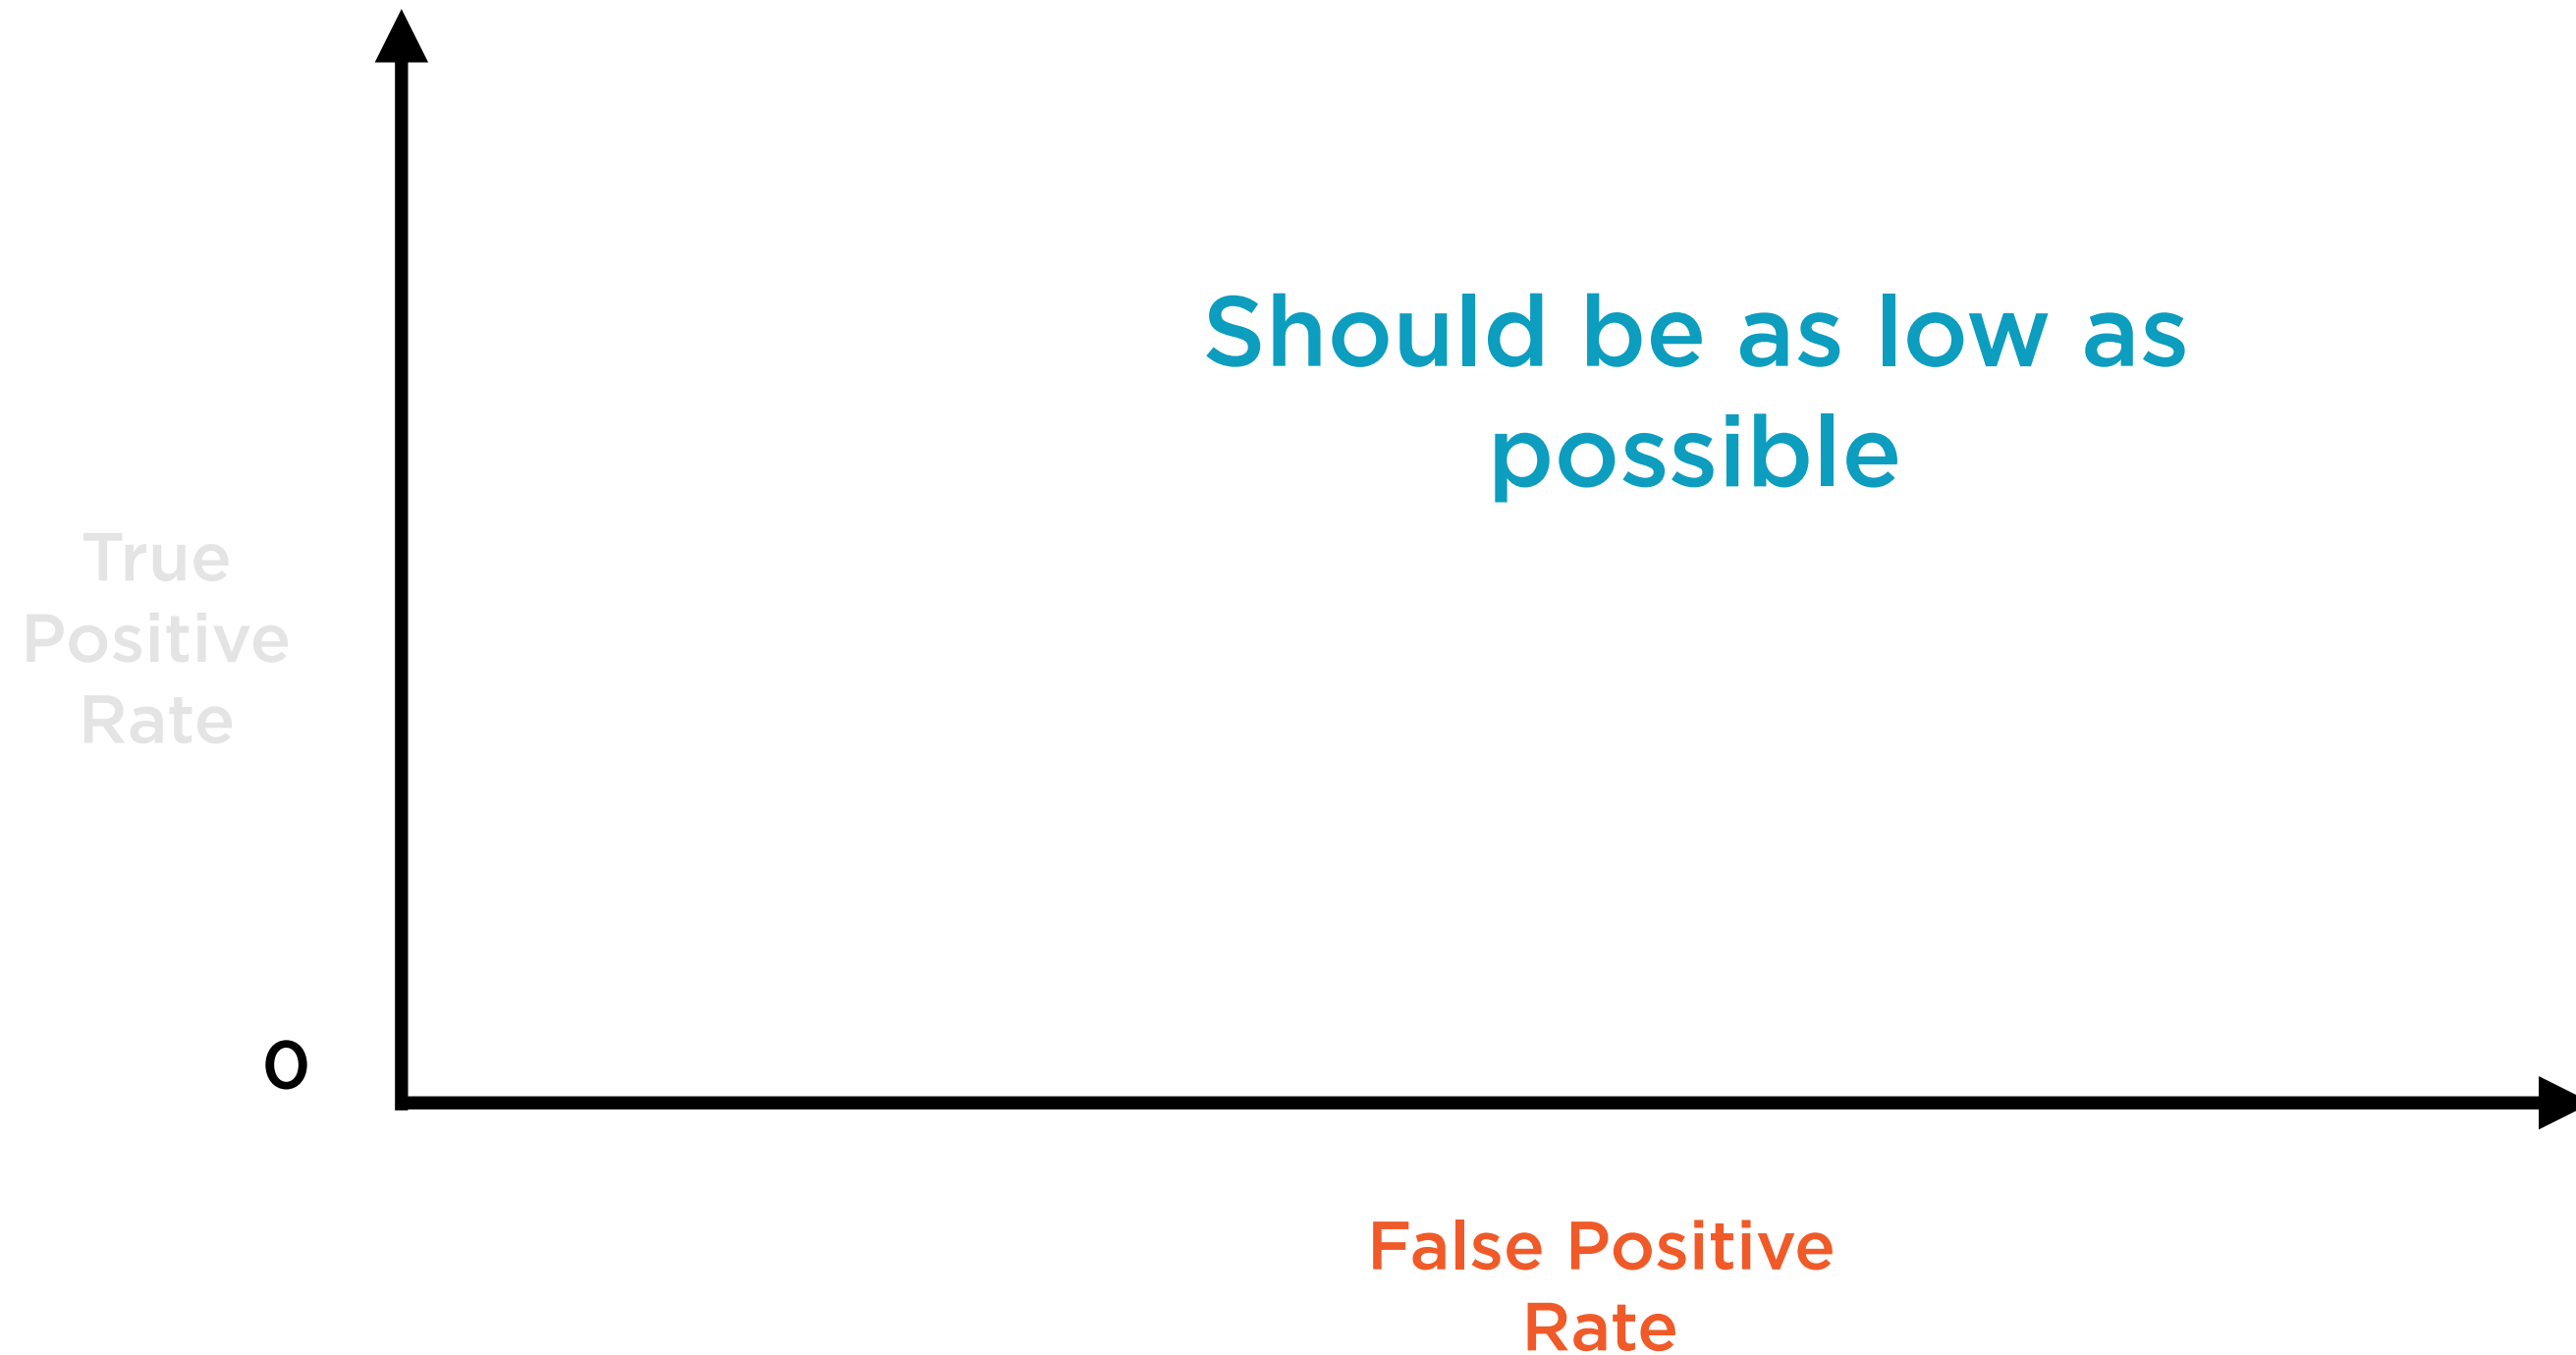 Should be as low as
possible
True
Positive
Rate
0
False Positive
Rate